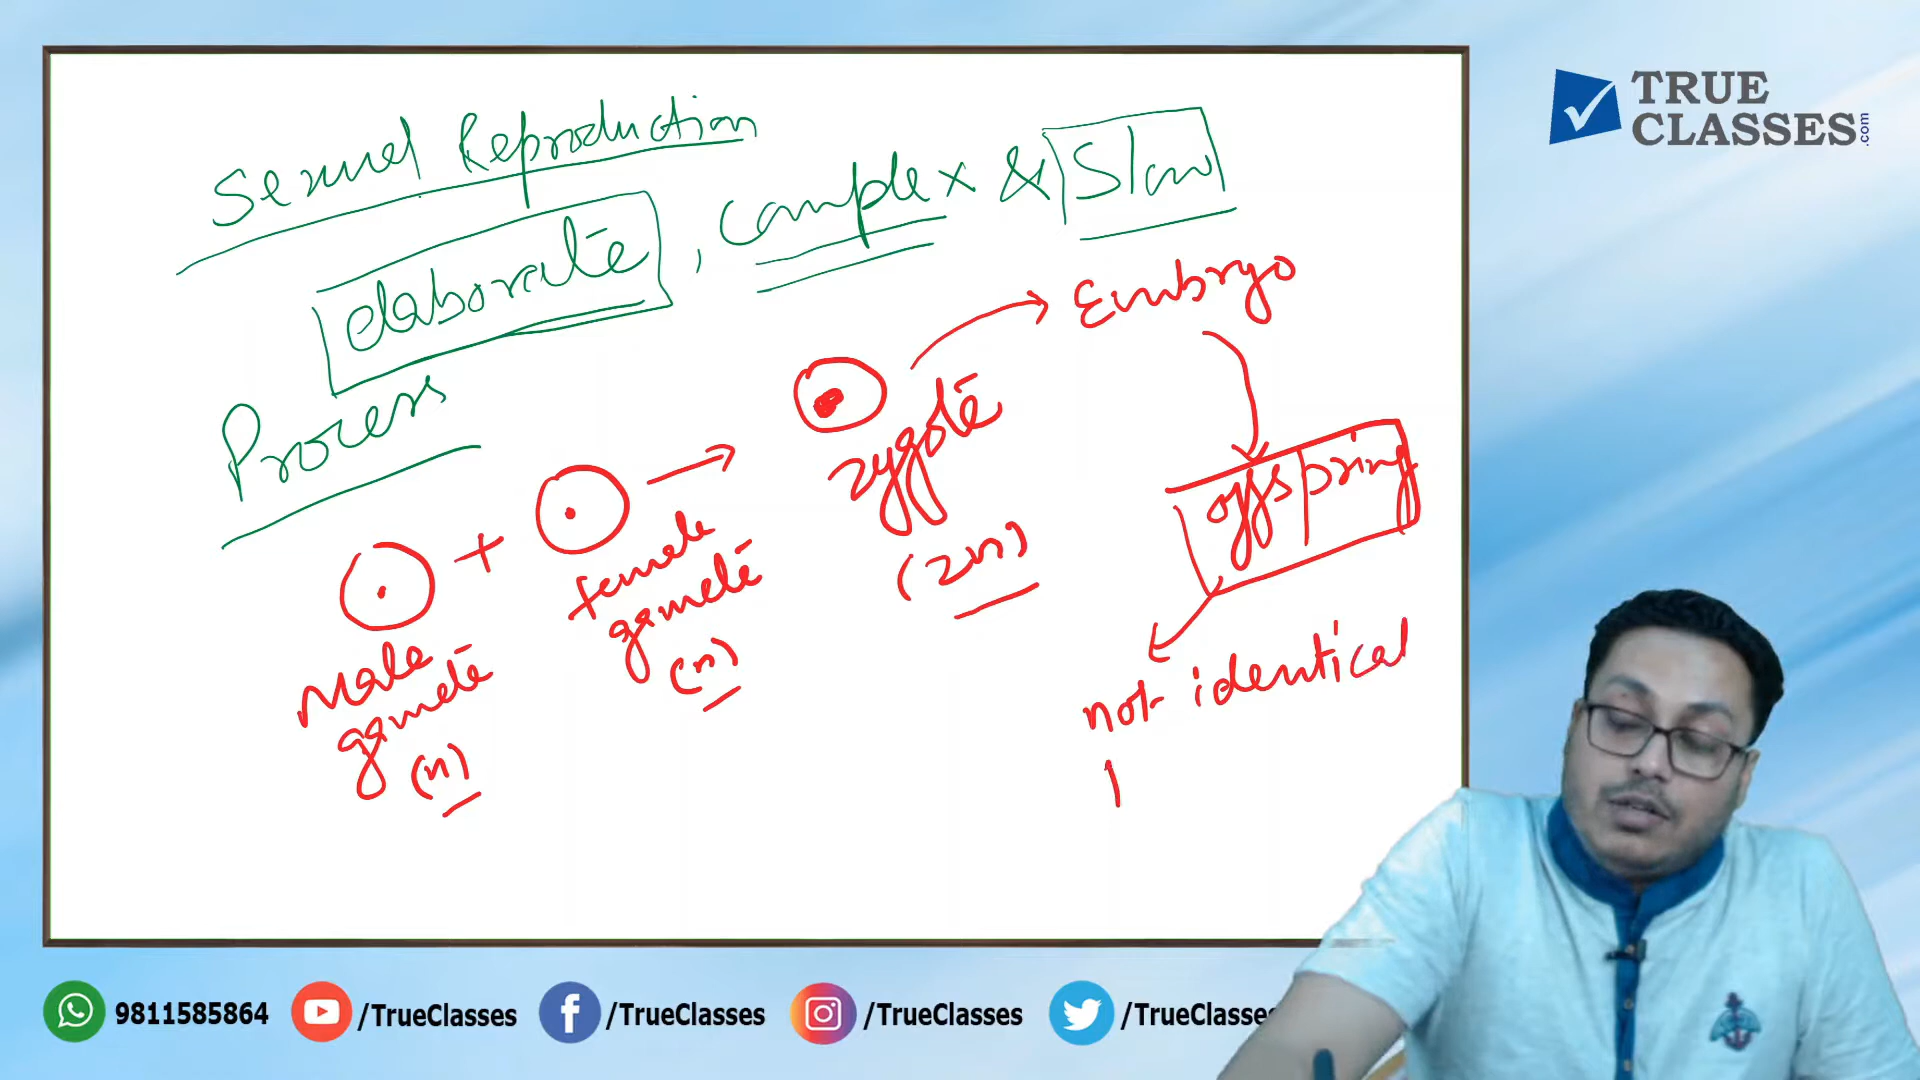 Sexual Reproduction
elaborate, complex & Slow
Process
Male
gamete
(n)
+
female
gamete
(n)
zygote
(2n)
Embryo
offspring
not identical
TRUE
CLASSES.com
9811585864
/TrueClasses
/TrueClasses
/TrueClasses
/TrueClasses